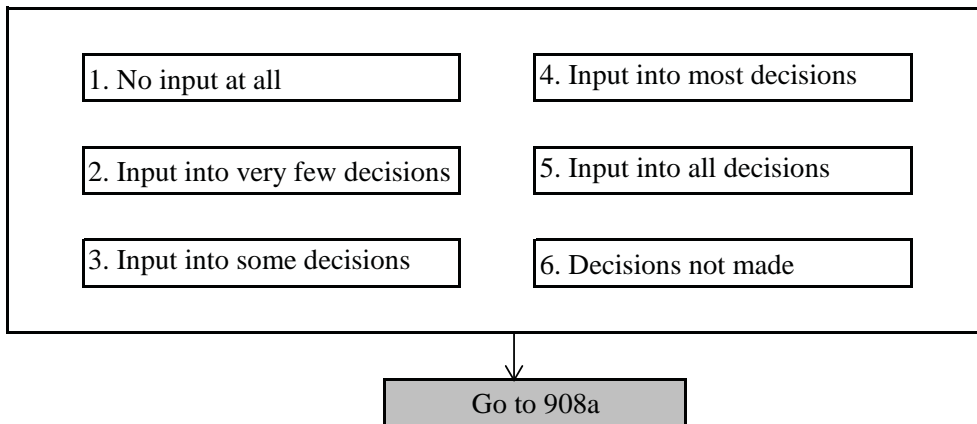 1. No input at all
2. Input into very few decisions
3. Input into some decisions
4. Input into most decisions
5. Input into all decisions
6. Decisions not made
Go to 908a